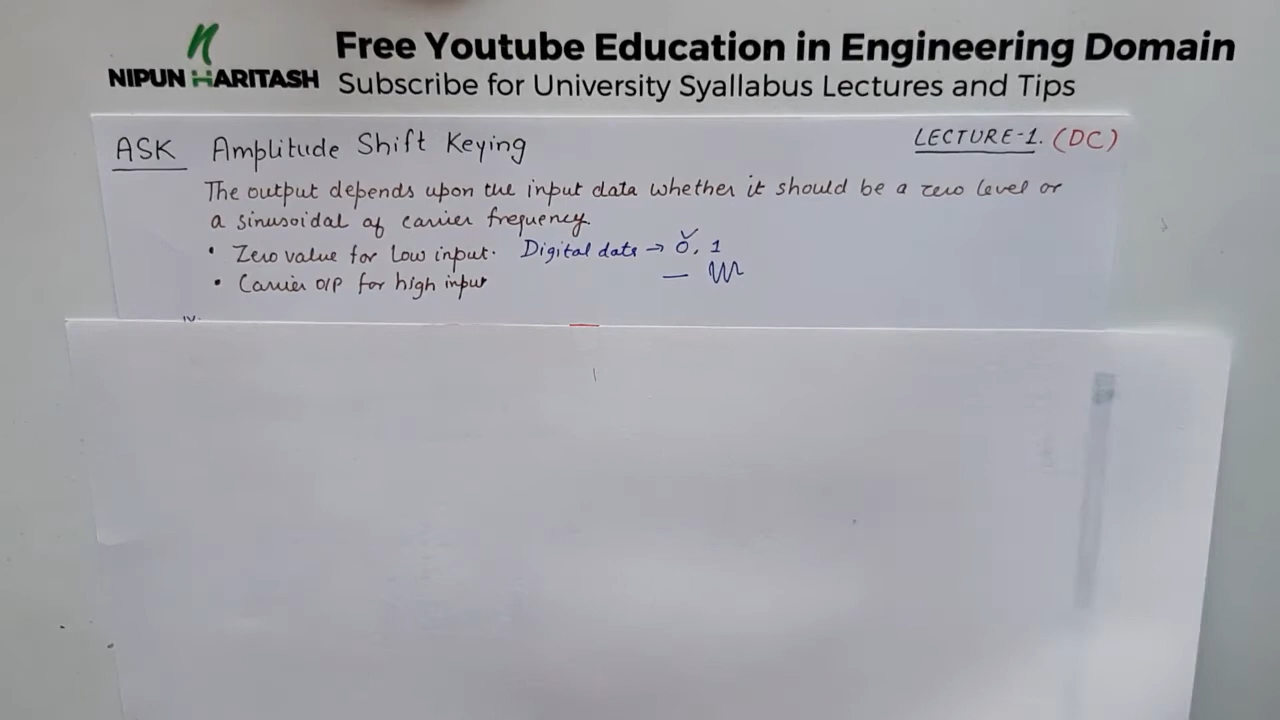 n
NIPUN HARITASH
Free Youtube Education in Engineering Domain
Subscribe for University Syallabus Lectures and Tips
ASK Amplitude Shift Keying
LECTURE-1. (DC)
The output depends upon the input data whether it should be a zero level or
a sinusoidal of carrier frequency.
• Zero value for Low input. Digital data → 0, 1
• Carrier O/P for high input